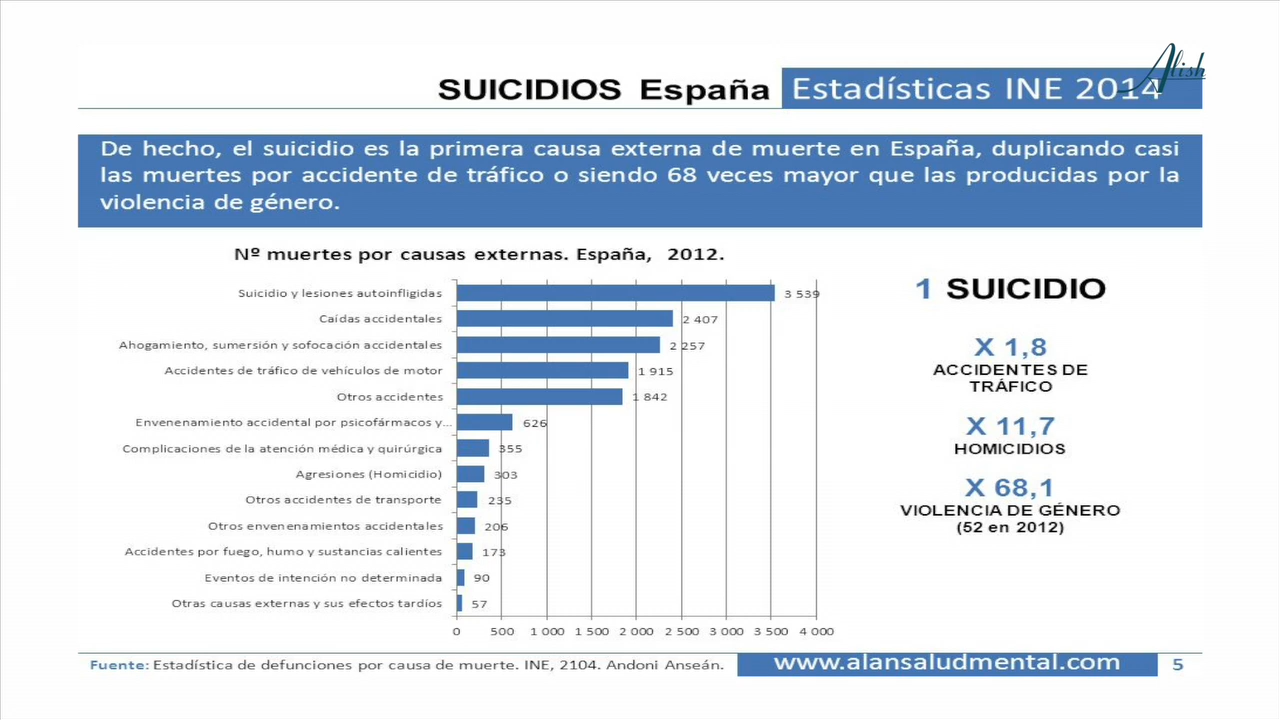 Alish
SUICIDIOS España Estadísticas INE 2014
De hecho, el suicidio es la primera causa externa de muerte en España, duplicando casi
las muertes por accidente de tráfico o siendo 68 veces mayor que las producidas por la
violencia de género.
Nº muertes por causas externas. España, 2012.
Suicidio y lesiones autoinfligidas 3 539
Caídas accidentales 2 407
Ahogamiento, sumersión y sofocación accidentales 2 257
Accidentes de tráfico de vehículos de motor 1 915
Otros accidentes 1 842
Envenenamiento accidental por psicofármacos y... 626
Complicaciones de la atención médica y quirúrgica 355
Agresiones (Homicidio) 303
Otros accidentes de transporte 235
Otros envenenamientos accidentales 206
Accidentes por fuego, humo y sustancias calientes 173
Eventos de intención no determinada 90
Otras causas externas y sus efectos tardíos 57
0 500 1 000 1 500 2 000 2 500 3 000 3 500 4 000
1 SUICIDIO
X 1,8
ACCIDENTES DE
TRÁFICO
X 11,7
HOMICIDIOS
X 68,1
VIOLENCIA DE GÉNERO
(52 en 2012)
Fuente: Estadística de defunciones por causa de muerte. INE, 2104. Andoni Anseán.
www.alansaludmental.com
5